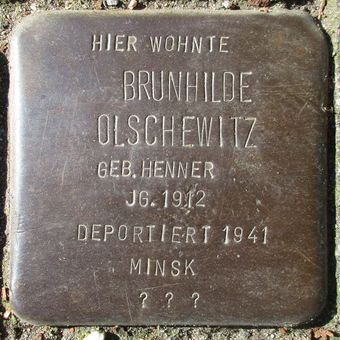 HIER WOHNTE
BRUNHILDE
OLSCHEWITZ
GEB. HENNER
JG. 1912
DEPORTIERT 1941
MINSK
? ? ?